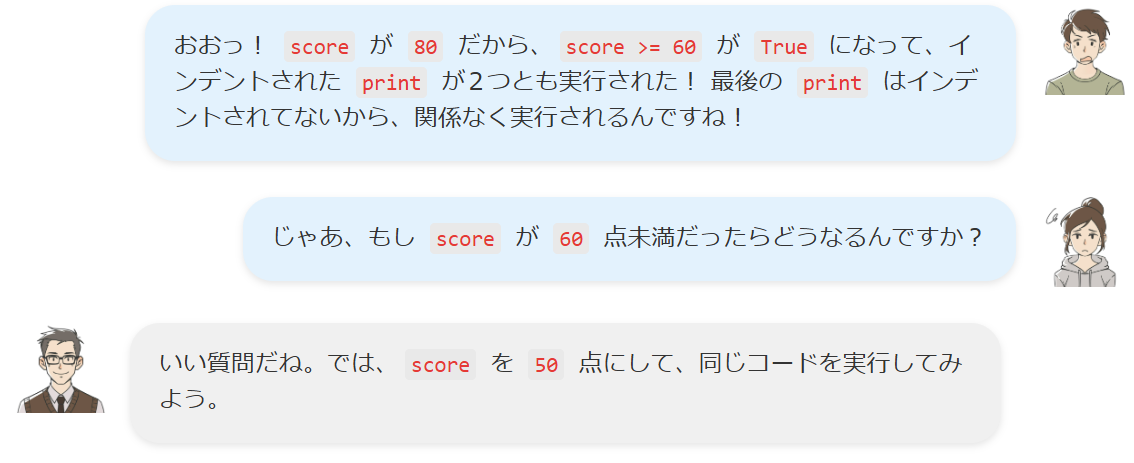 おおっ！ score が 80 だから、 score >= 60 が True になって、イ
ンデントされた print が２つとも実行された！ 最後の print はインデ
ントされてないから、関係なく実行されるんですね！
じゃあ、もし score が 60 点未満だったらどうなるんですか？
いい質問だね。では、 score を 50 点にして、同じコードを実行してみ
よう。